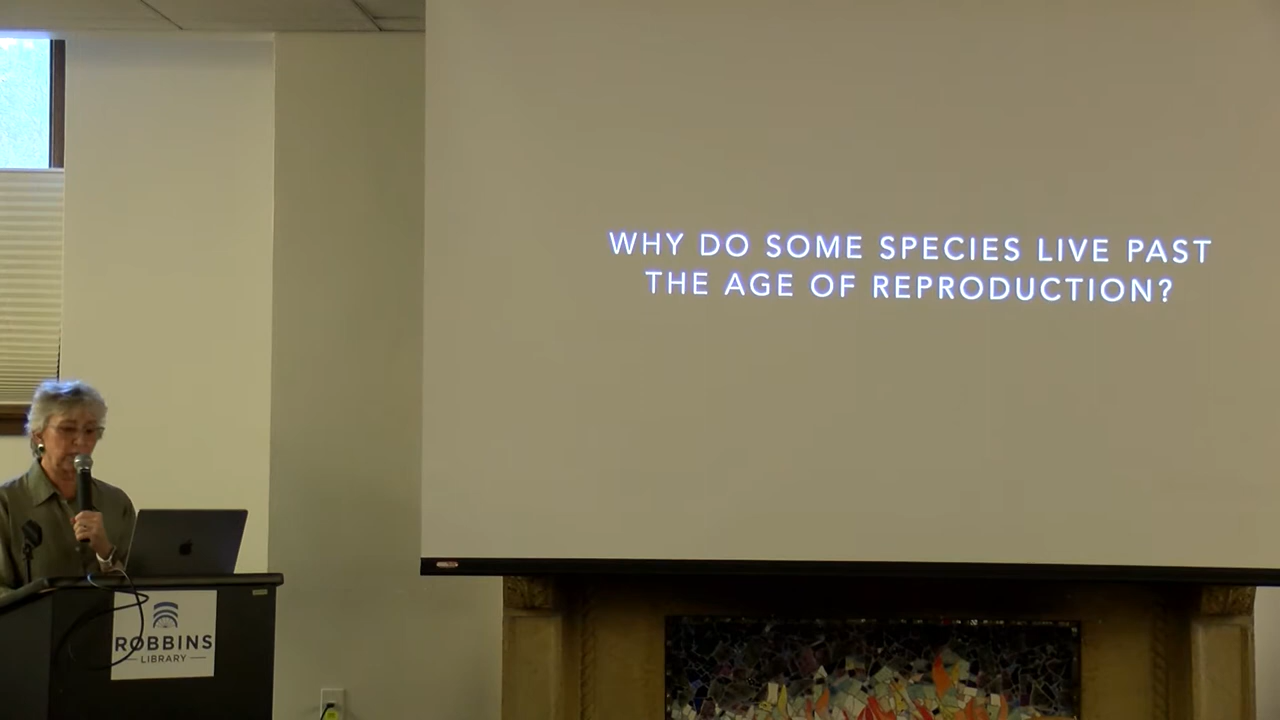 WHY DO SOME SPECIES LIVE PAST
THE AGE OF REPRODUCTION?
ROBBINS
LIBRARY